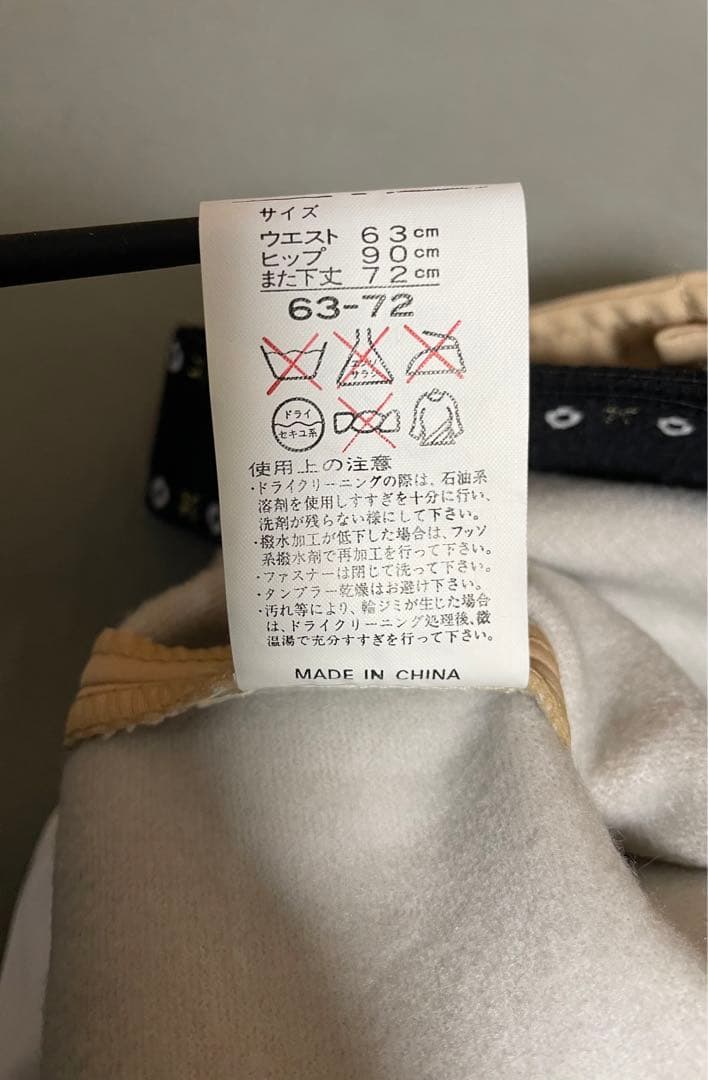 サイズ
ウエスト 63cm
ヒップ 90cm
また下丈 72cm
63-72
エンソ
サラシ
ドライ
セキユ系
使用上の注意
・ドライクリーニングの際は、石油系
溶剤を使用しすすぎを十分に行い、
洗剤が残らない様にして下さい。
・撥水加工が低下した場合は、フッソ
系撥水剤で再加工を行って下さい。
・ファスナーは閉じて洗って下さい。
・タンブラー乾燥はお避け下さい。
・汚れ等により、輪ジミが生じた場合
は、ドライクリーニング処理後、微
温湯で充分すすぎを行って下さい。
MADE IN CHINA